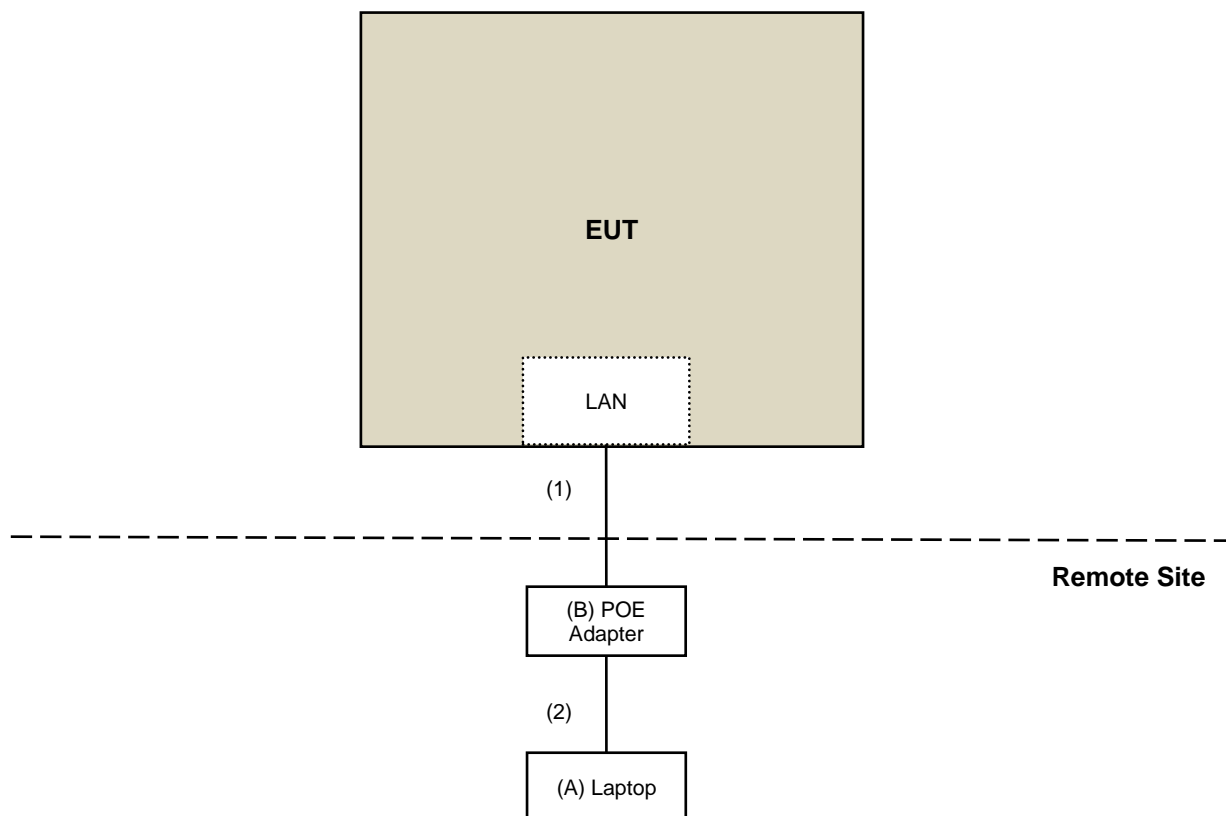 EUT
LAN
(1)
Remote Site
(B) POE
Adapter
(2)
(A) Laptop